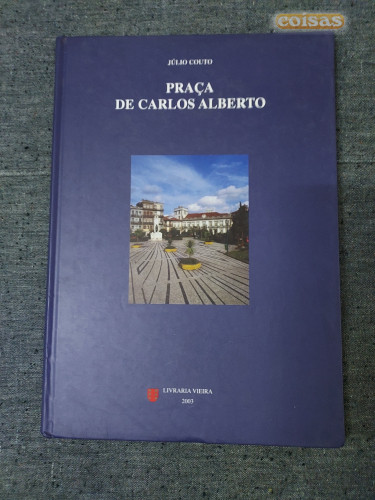 coisas
JÚLIO COUTO
PRAÇA
DE CARLOS ALBERTO
LIVRARIA VIEIRA
2003